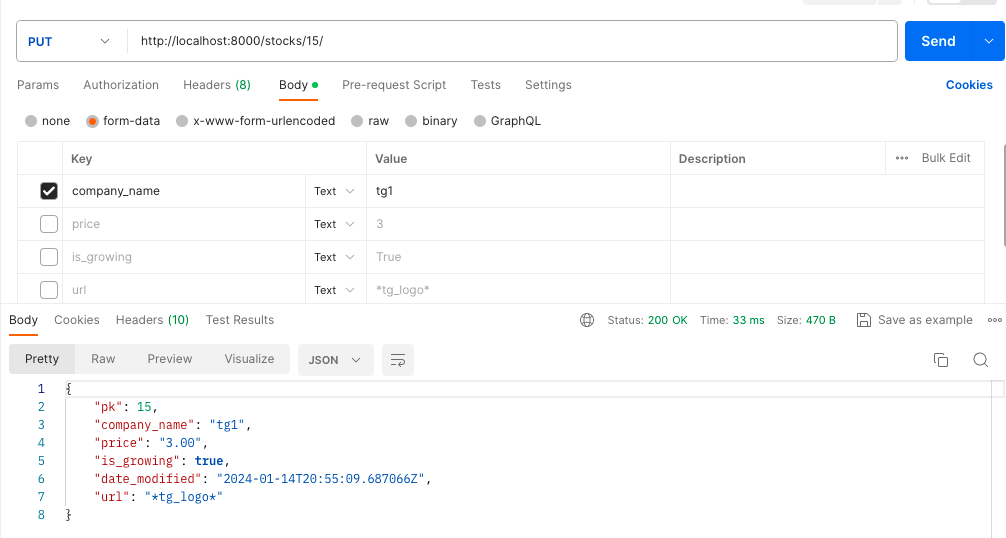 PUT http://localhost:8000/stocks/15/ Send
Params Authorization Headers (8) Body Pre-request Script Tests Settings Cookies
none form-data x-www-form-urlencoded raw binary GraphQL
Key Value Description Bulk Edit
company_name Text tg1
price Text 3
is_growing Text True
url Text *tg_logo*
Body Cookies Headers (10) Test Results Status: 200 OK Time: 33 ms Size: 470 B Save as example
Pretty Raw Preview Visualize JSON
1 {
2 "pk": 15,
3 "company_name": "tg1",
4 "price": "3.00",
5 "is_growing": true,
6 "date_modified": "2024-01-14T20:55:09.687066Z",
7 "url": "*tg_logo*"
8 }